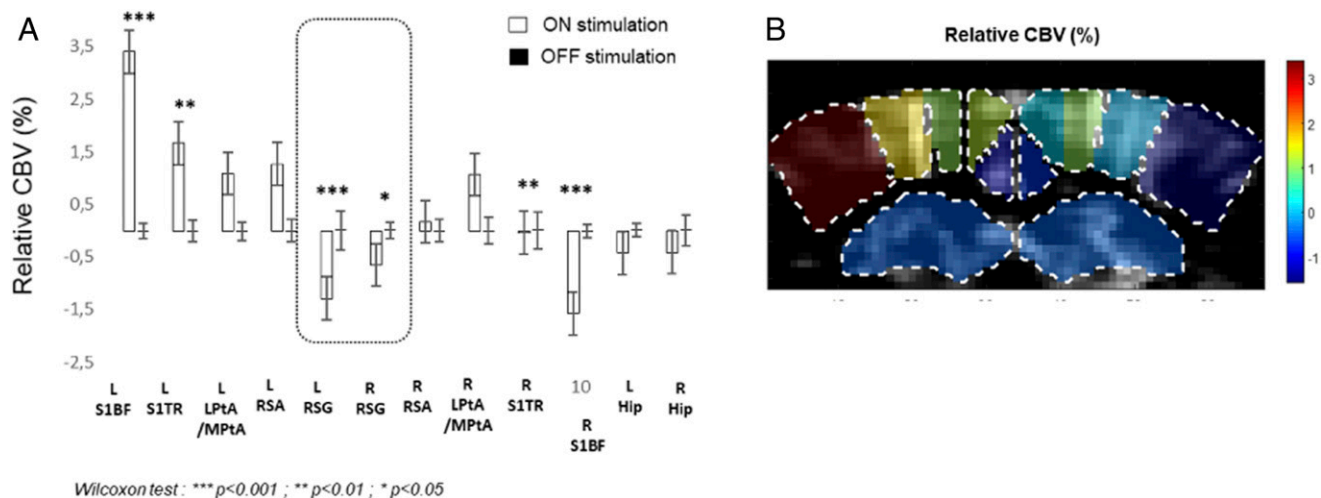 A
***
3,5
2,5
1,5
0,5
-0,5
-1,5
-2,5
Relative CBV (%)
**
***
*
**
***
ON stimulation
OFF stimulation
L
S1BF
L
S1TR
L
LPtA
/MPtA
L
RSA
L
RSG
R
RSG
R
RSA
R
LPtA
/MPtA
R
S1TR
10
R
S1BF
L
Hip
R
Hip
Wilcoxon test : *** p<0.001 ; ** p<0.01 ; * p<0.05
B
Relative CBV (%)
3
2
1
0
-1